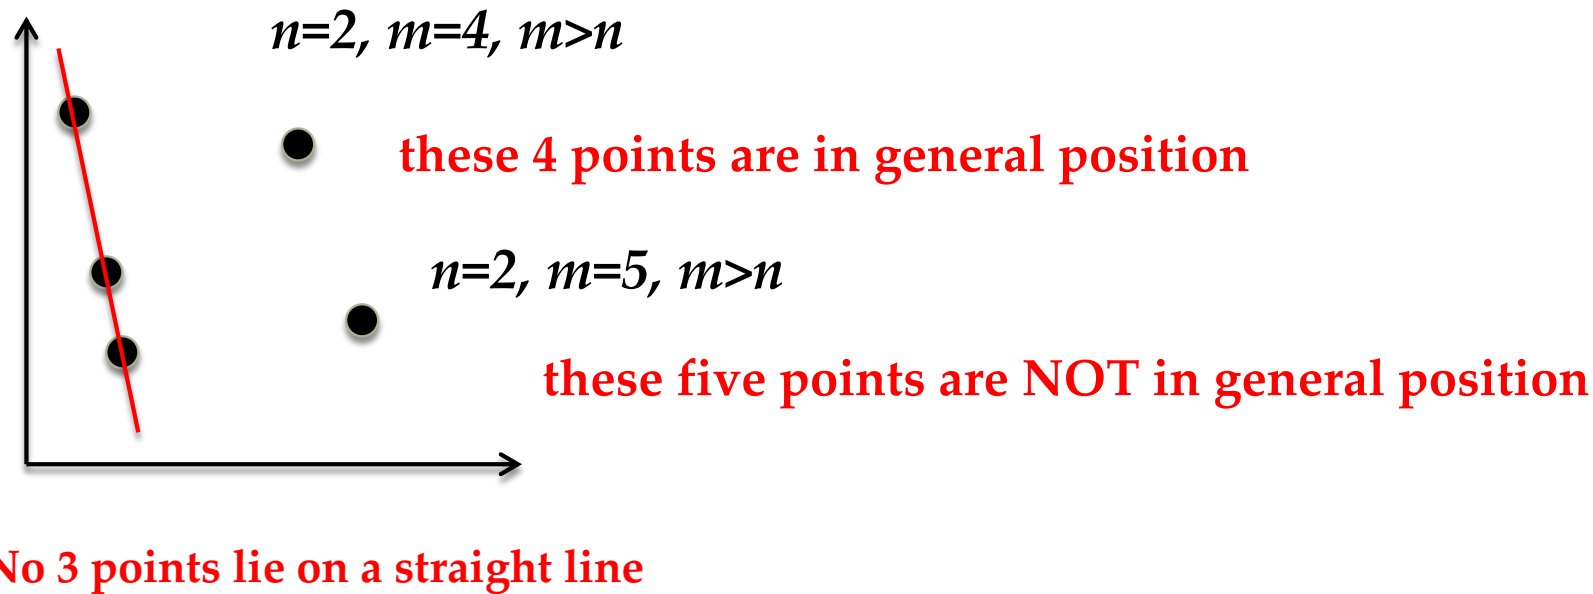 n=2, m=4, m>n
these 4 points are in general position
n=2, m=5, m>n
these five points are NOT in general position
No 3 points lie on a straight line